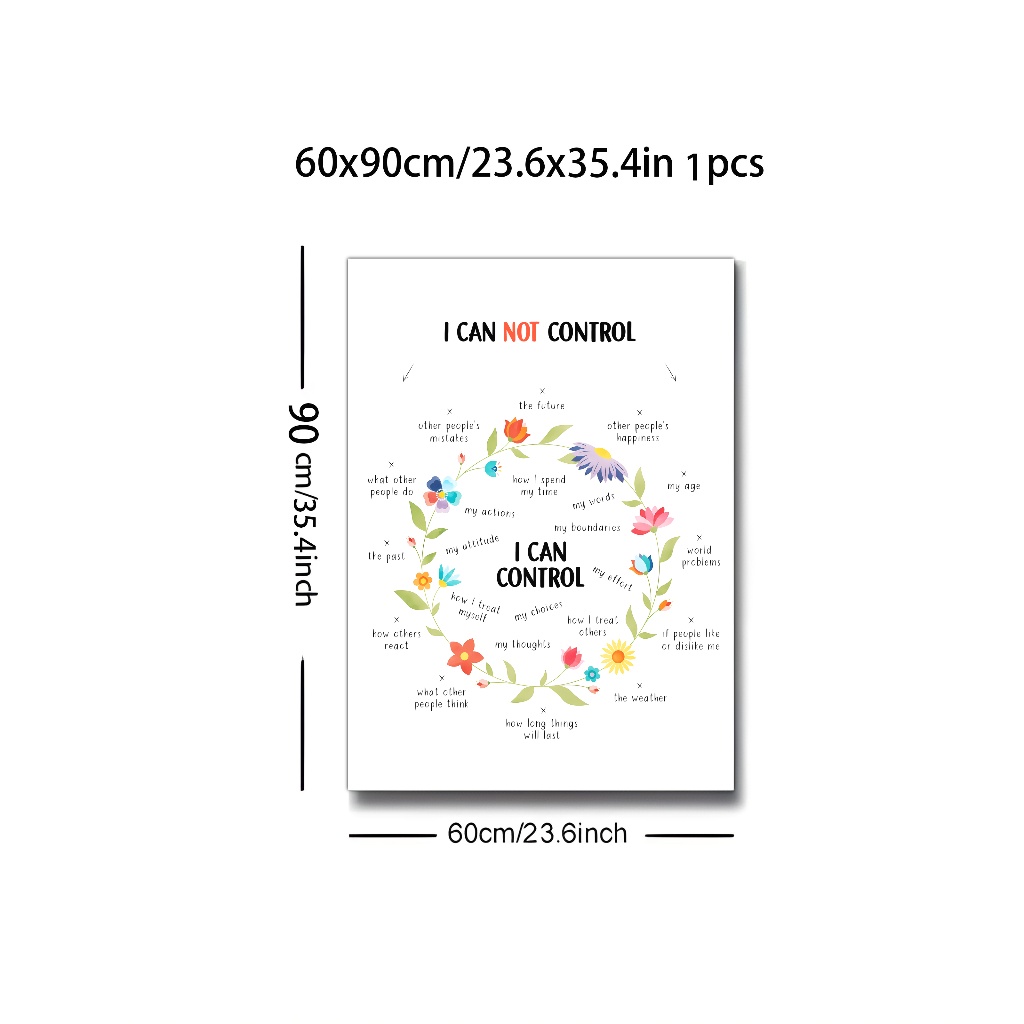 60x90cm/23.6x35.4in 1pcs
90 cm/35.4inch
I CAN NOT CONTROL
x
the future
x
other people's
mistakes
x
other people's
happiness
x
what other
people do
how I spend
my time
x
my age
my words
my actions
my boundaries
x
the past
my attitude
I CAN
CONTROL
x
world
problems
my effort
how I treat
myself
my choices
how I treat
others
x
how others
react
x
if people like
or dislike me
my thoughts
x
what other
people think
x
the weather
x
how long things
will last
60cm/23.6inch